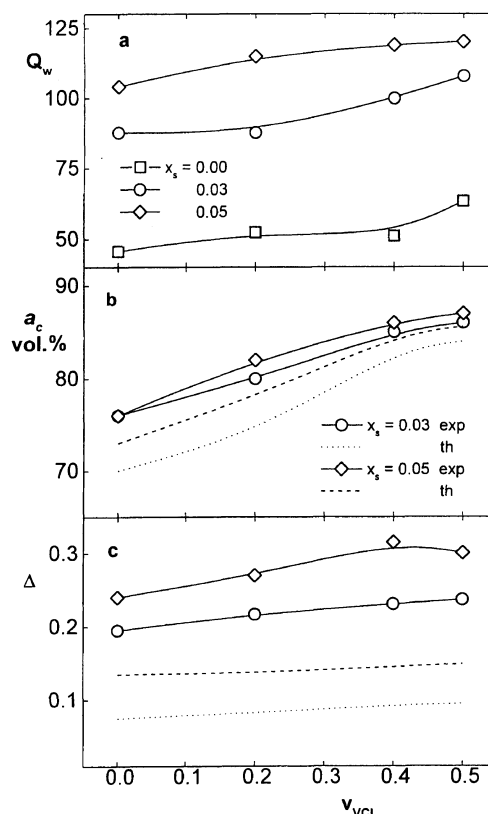 125
a
Q_w
100
75
x_s = 0.00
0.03
0.05
50
90
b
a_c
vol.%
80
x_s = 0.03 exp
th
x_s = 0.05 exp
th
70
c
0.3
Δ
0.2
0.1
0.0 0.1 0.2 0.3 0.4 0.5
v_VCL